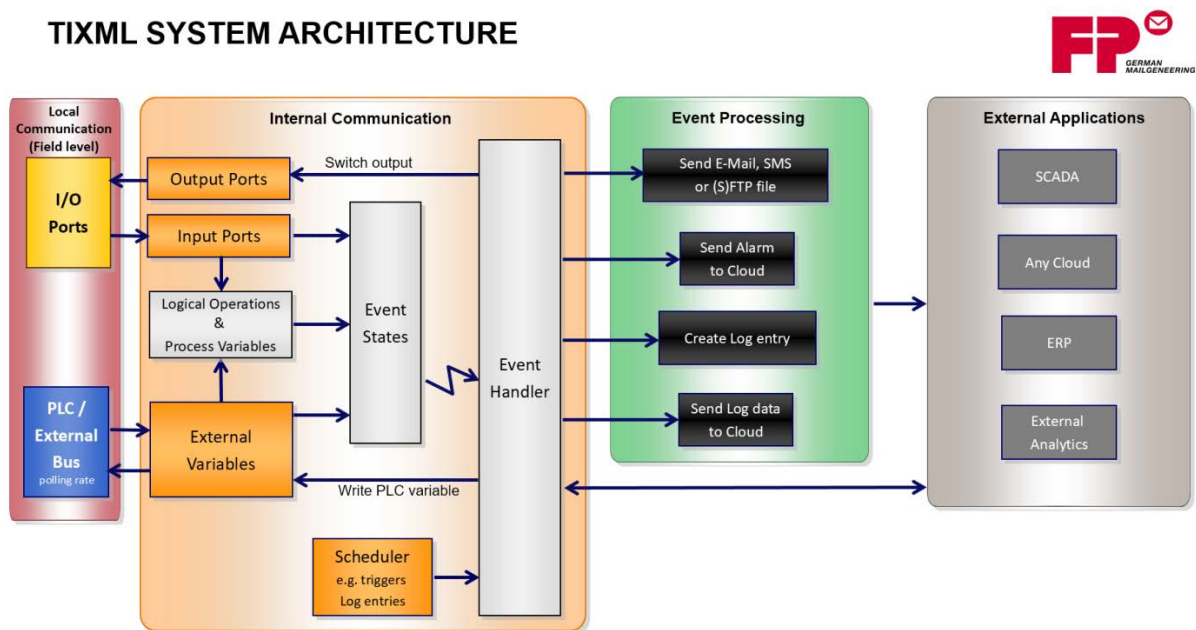 TIXML SYSTEM ARCHITECTURE
FP
GERMAN
MAILGENEERING
Local
Communication
(Field level)
I/O
Ports
PLC /
External
Bus
polling rate
Internal Communication
Output Ports
Switch output
Input Ports
Logical Operations
&
Process Variables
External
Variables
Event
States
Event
Handler
Write PLC variable
Scheduler
e.g. triggers
Log entries
Event Processing
Send E-Mail, SMS
or (S)FTP file
Send Alarm
to Cloud
Create Log entry
Send Log data
to Cloud
External Applications
SCADA
Any Cloud
ERP
External
Analytics